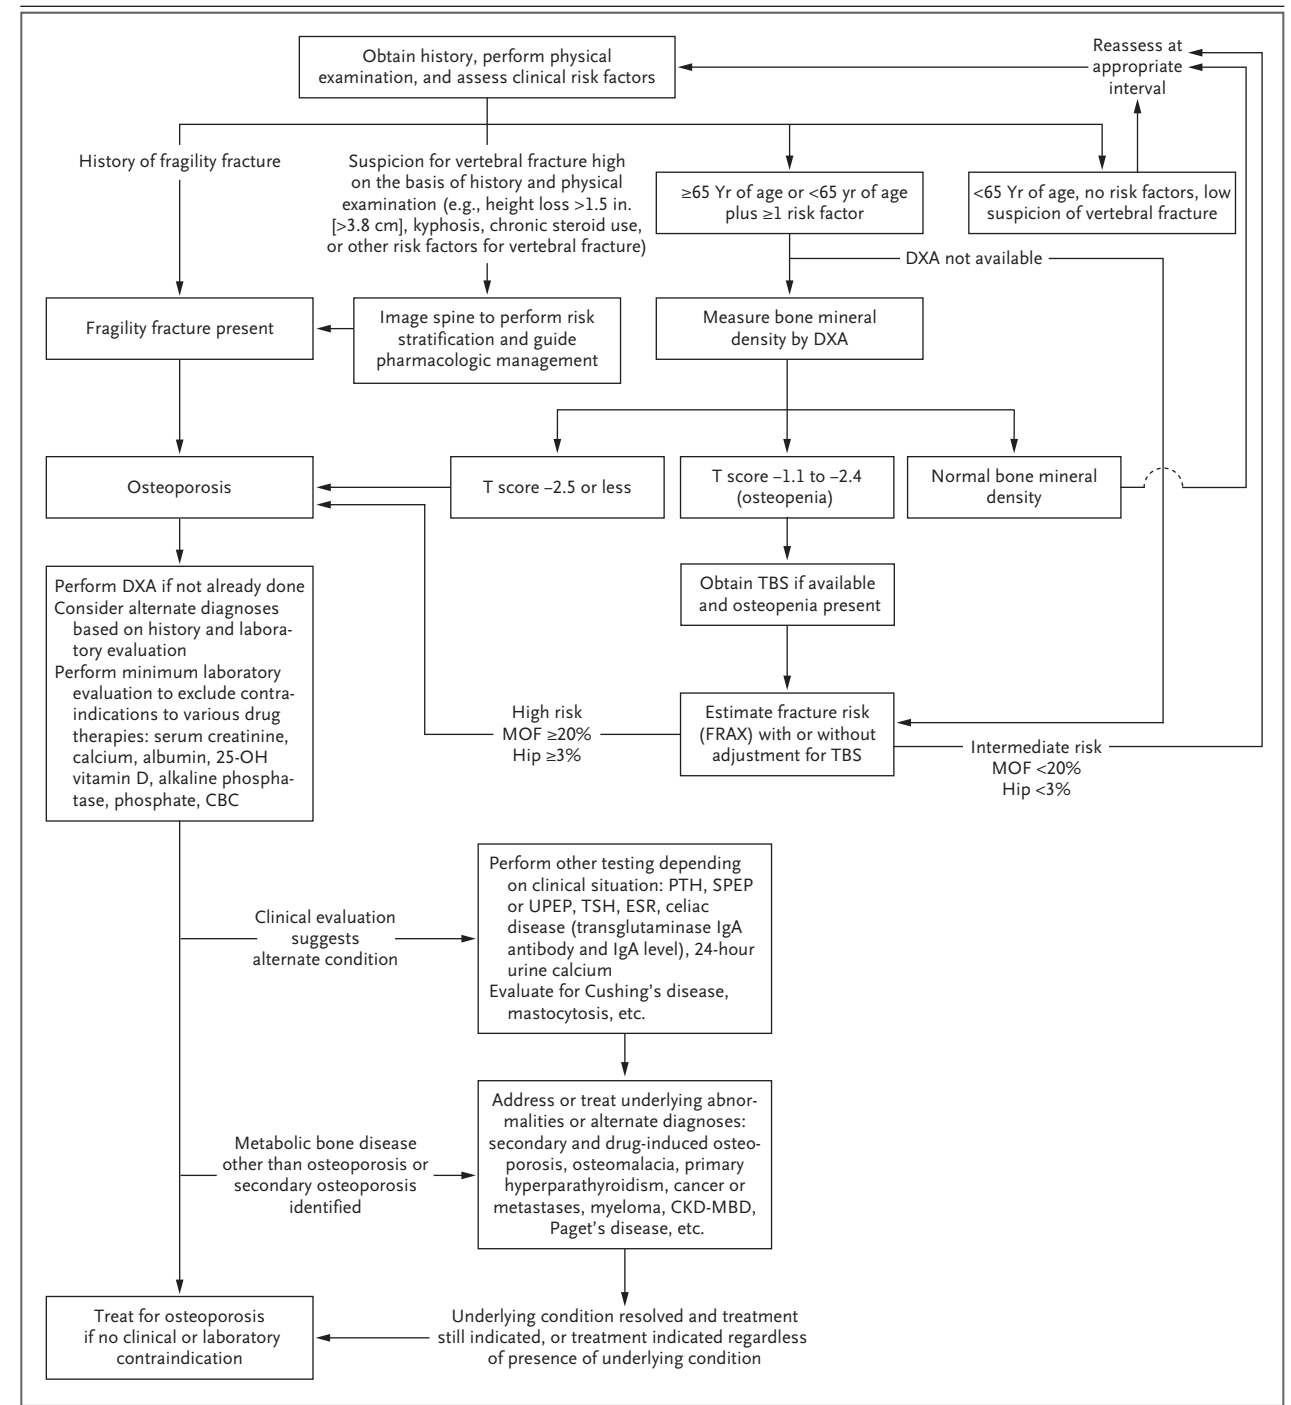 Obtain history, perform physical
examination, and assess clinical risk factors
Reassess at
appropriate
interval
History of fragility fracture
Suspicion for vertebral fracture high
on the basis of history and physical
examination (e.g., height loss >1.5 in.
[>3.8 cm], kyphosis, chronic steroid use,
or other risk factors for vertebral fracture)
≥65 Yr of age or <65 yr of age
plus ≥1 risk factor
<65 Yr of age, no risk factors, low
suspicion of vertebral fracture
DXA not available
Fragility fracture present
Image spine to perform risk
stratification and guide
pharmacologic management
Measure bone mineral
density by DXA
Osteoporosis
T score –2.5 or less
T score –1.1 to –2.4
(osteopenia)
Normal bone mineral
density
Obtain TBS if available
and osteopenia present
Perform DXA if not already done
Consider alternate diagnoses
based on history and labora-
tory evaluation
Perform minimum laboratory
evaluation to exclude contra-
indications to various drug
therapies: serum creatinine,
calcium, albumin, 25-OH
vitamin D, alkaline phospha-
tase, phosphate, CBC
High risk
MOF ≥20%
Hip ≥3%
Estimate fracture risk
(FRAX) with or without
adjustment for TBS
Intermediate risk
MOF <20%
Hip <3%
Clinical evaluation
suggests
alternate condition
Perform other testing depending
on clinical situation: PTH, SPEP
or UPEP, TSH, ESR, celiac
disease (transglutaminase IgA
antibody and IgA level), 24-hour
urine calcium
Evaluate for Cushing's disease,
mastocytosis, etc.
Metabolic bone disease
other than osteoporosis or
secondary osteoporosis
identified
Address or treat underlying abnor-
malities or alternate diagnoses:
secondary and drug-induced osteo-
porosis, osteomalacia, primary
hyperparathyroidism, cancer or
metastases, myeloma, CKD-MBD,
Paget's disease, etc.
Treat for osteoporosis
if no clinical or laboratory
contraindication
Underlying condition resolved and treatment
still indicated, or treatment indicated regardless
of presence of underlying condition